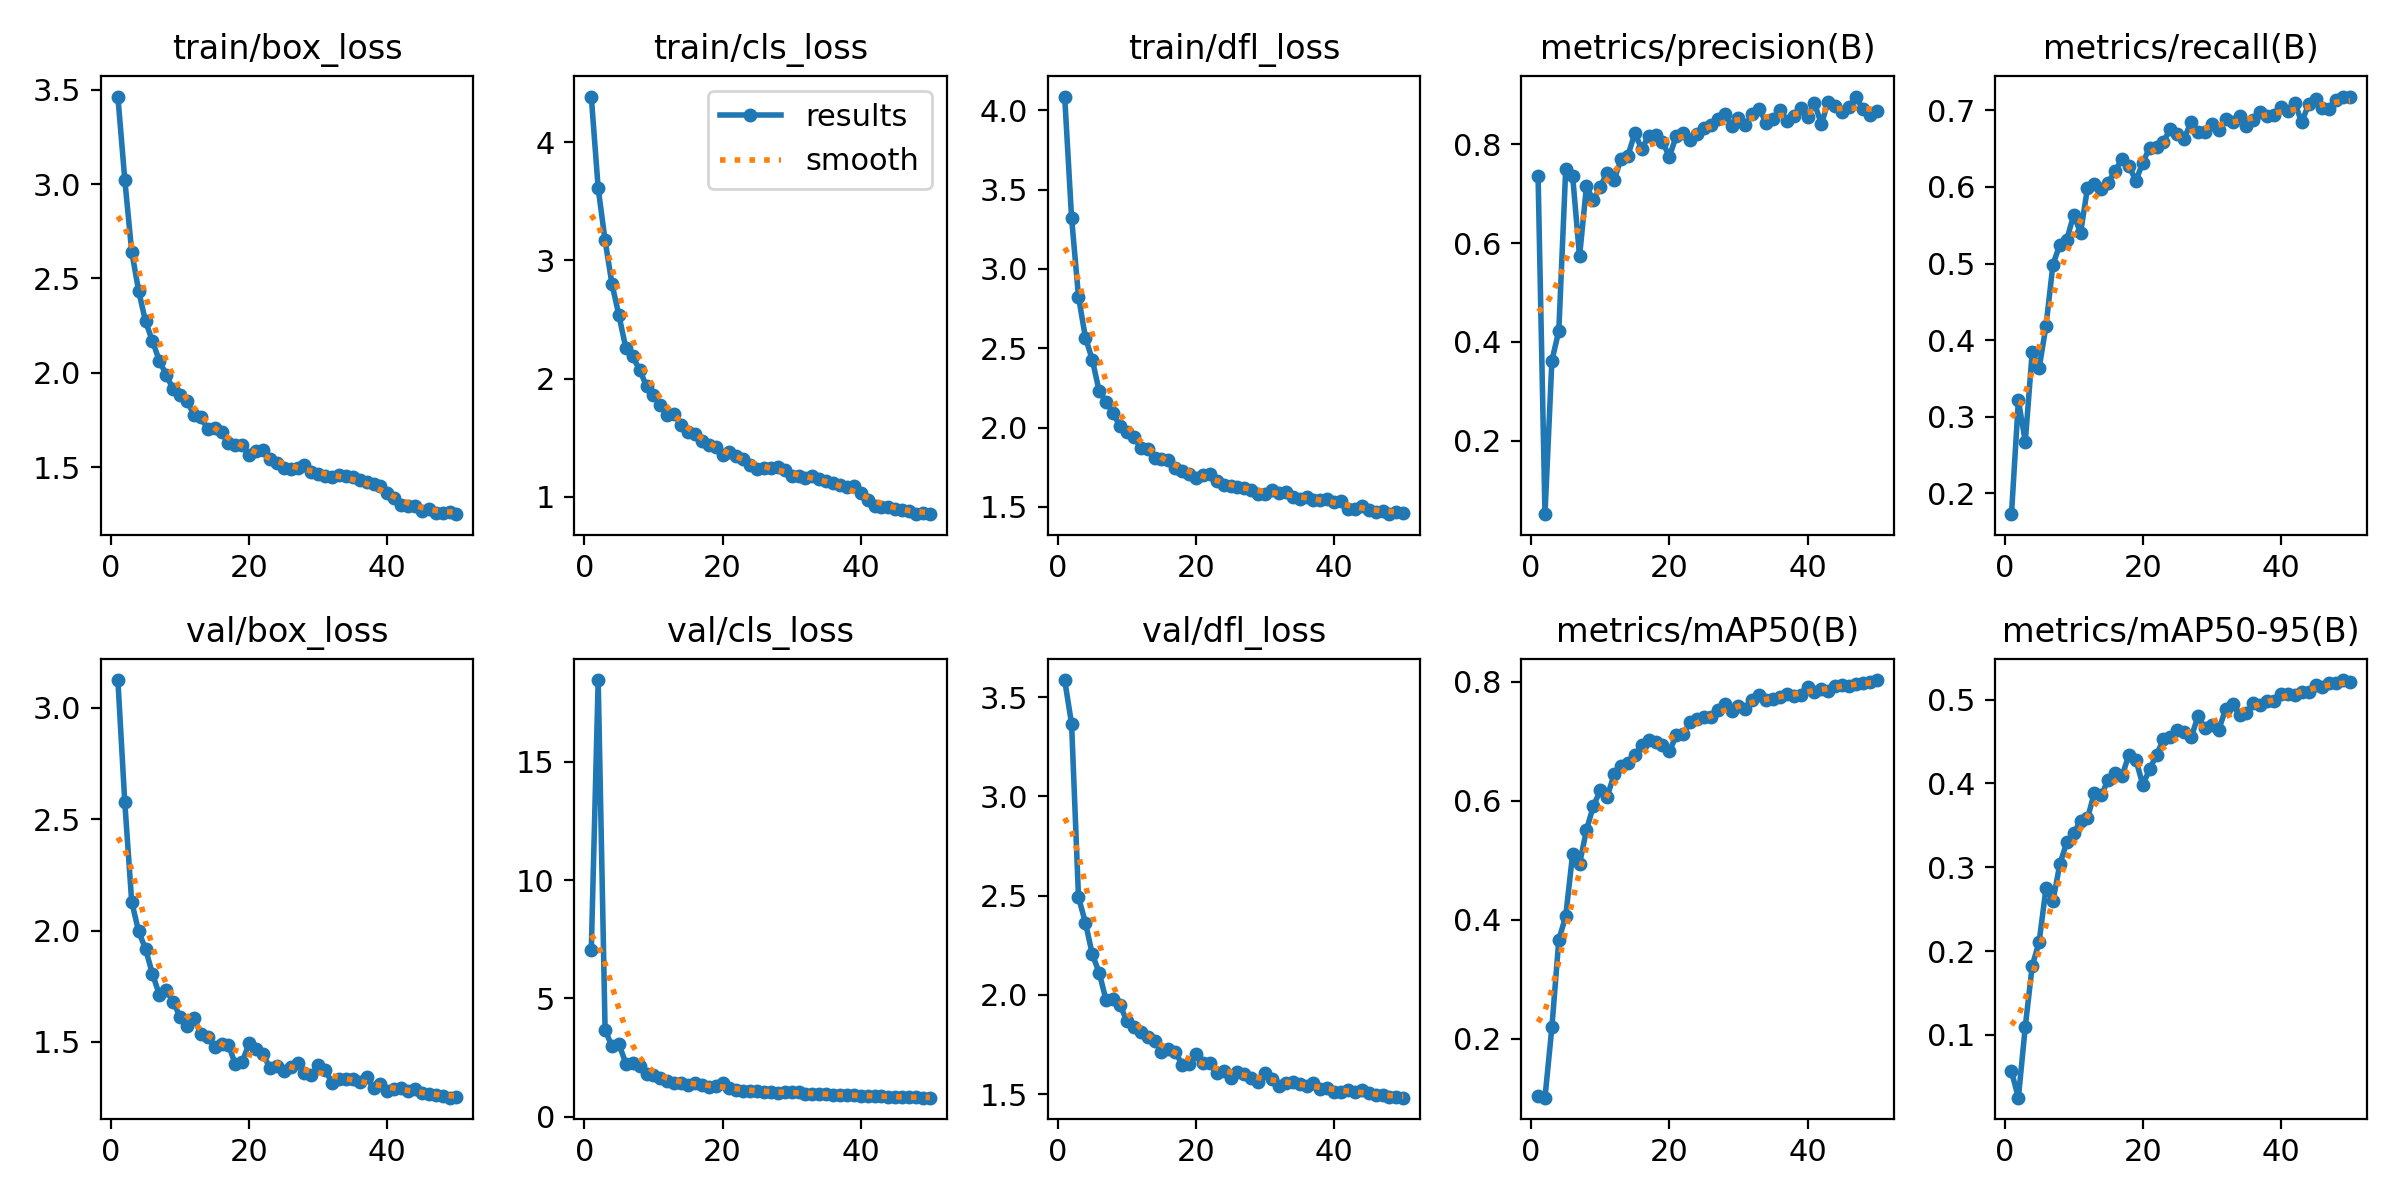 train/box_loss
train/cls_loss
train/dfl_loss
metrics/precision(B)
metrics/recall(B)
3.5
3.0
2.5
2.0
1.5
0 20 40
4
3
2
1
0 20 40
results
smooth
4.0
3.5
3.0
2.5
2.0
1.5
0 20 40
0.8
0.6
0.4
0.2
0 20 40
0.7
0.6
0.5
0.4
0.3
0.2
0 20 40
val/box_loss
val/cls_loss
val/dfl_loss
metrics/mAP50(B)
metrics/mAP50-95(B)
3.0
2.5
2.0
1.5
0 20 40
15
10
5
0
0 20 40
3.5
3.0
2.5
2.0
1.5
0 20 40
0.8
0.6
0.4
0.2
0 20 40
0.5
0.4
0.3
0.2
0.1
0 20 40